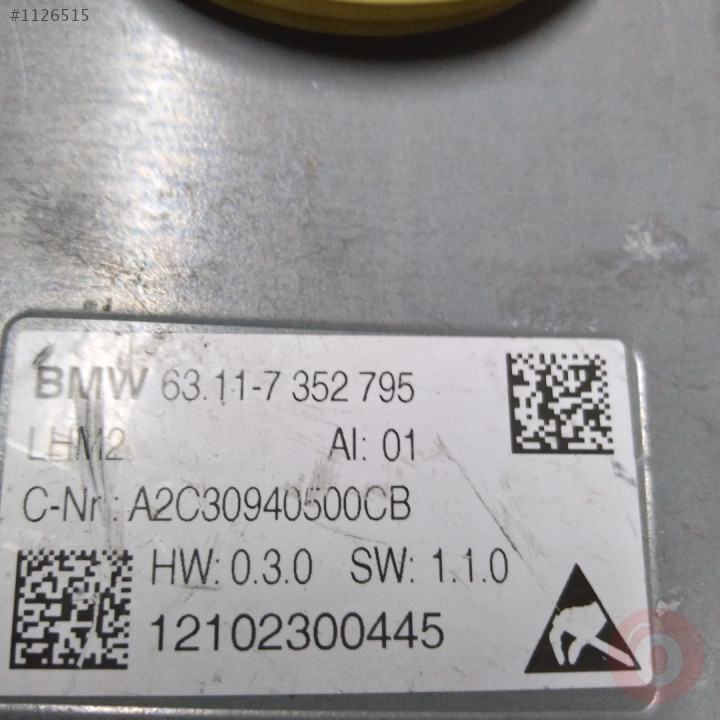 #1126515
BMW 63.11-7 352 795
LHM2 AI: 01
C-Nr.: A2C30940500CB
HW: 0.3.0 SW: 1.1.0
12102300445